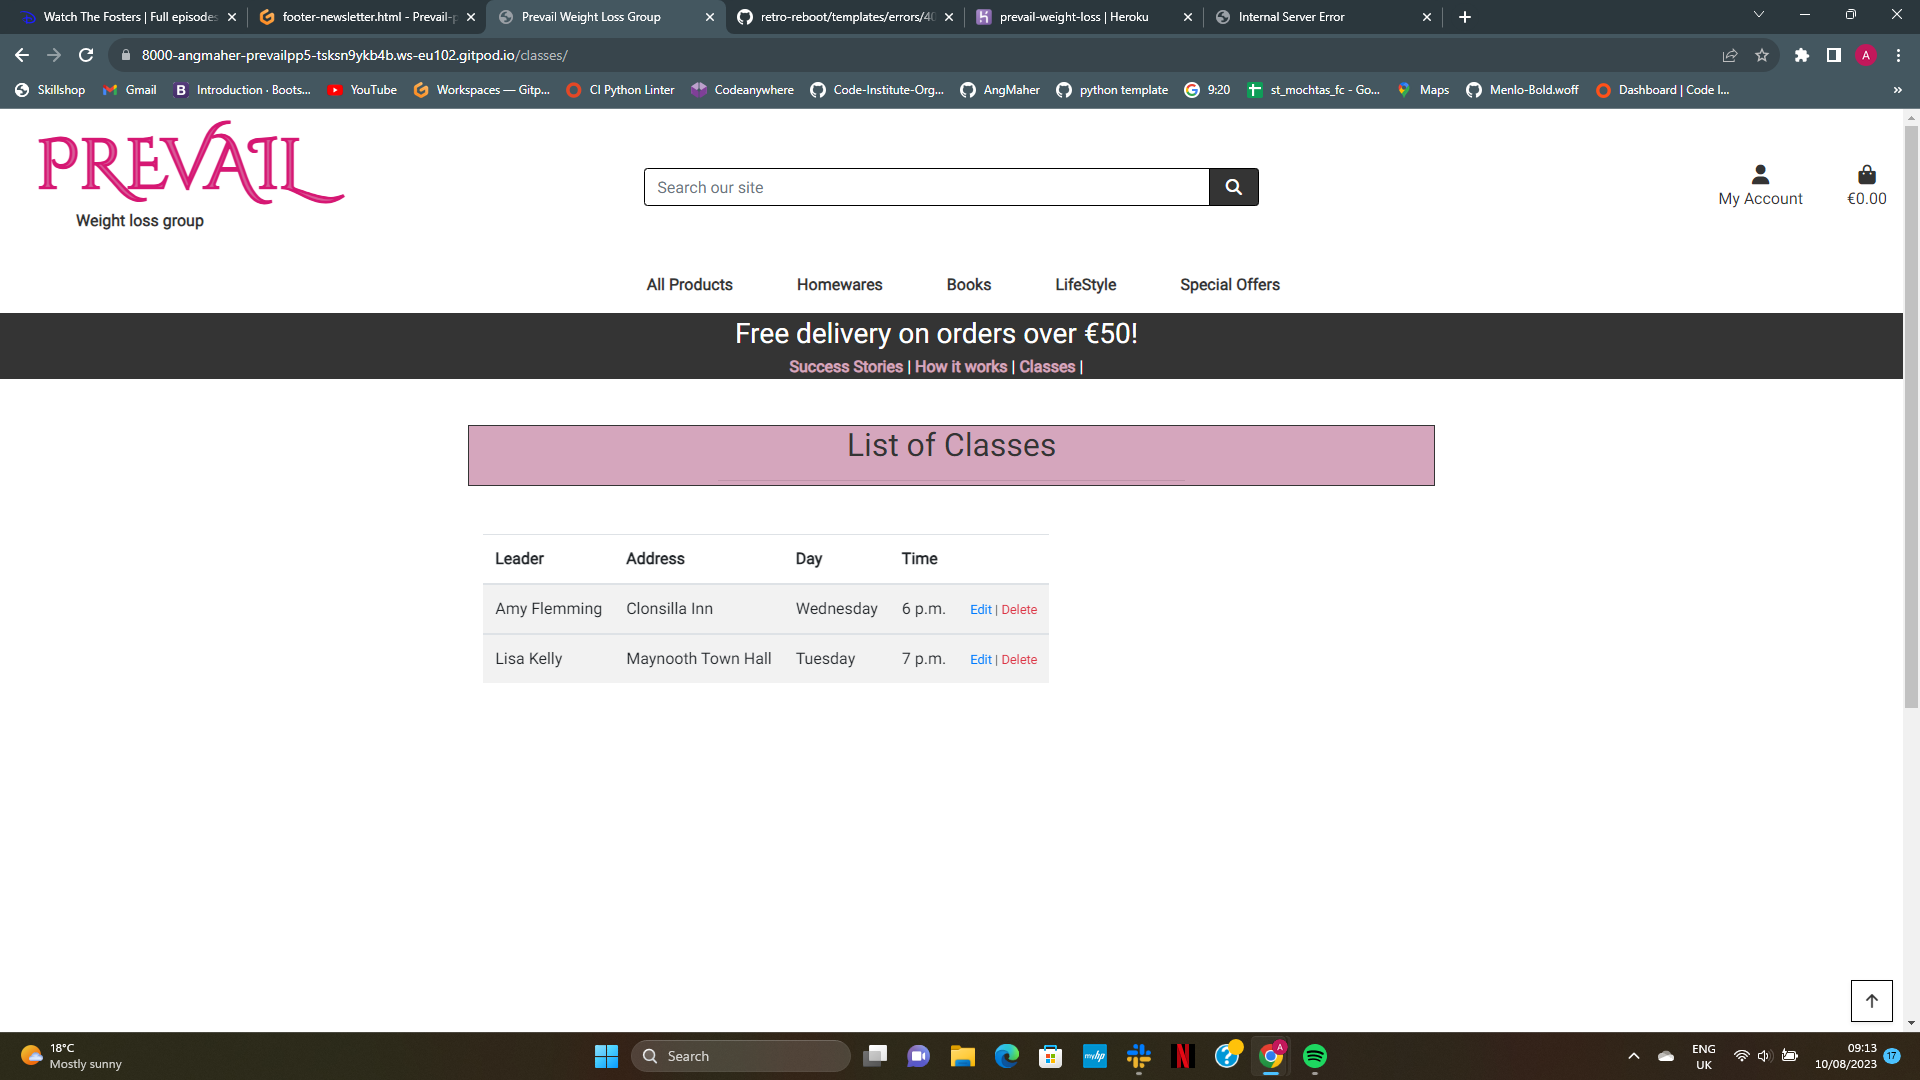 Watch The Fosters | Full episodes
footer-newsletter.html - Prevail-p
Prevail Weight Loss Group
retro-reboot/templates/errors/40
prevail-weight-loss | Heroku
Internal Server Error
8000-angmaher-prevailpp5-tsksn9ykb4b.ws-eu102.gitpod.io/classes/
A
Skillshop
Gmail
B Introduction · Boots...
YouTube
Workspaces — Gitp...
CI Python Linter
Codeanywhere
Code-Institute-Org...
AngMaher
python template
9:20
st_mochtas_fc - Go...
Maps
Menlo-Bold.woff
Dashboard | Code I...
»
PREVAIL
Weight loss group
Search our site
My Account
€0.00
All Products
Homewares
Books
LifeStyle
Special Offers
Free delivery on orders over €50!
Success Stories | How it works | Classes |
List of Classes
Leader Address Day Time
Amy Flemming Clonsilla Inn Wednesday 6 p.m. Edit | Delete
Lisa Kelly Maynooth Town Hall Tuesday 7 p.m. Edit | Delete
18°C
Mostly sunny
Search
myhp
N
A
ENG
UK
09:13
10/08/2023
17